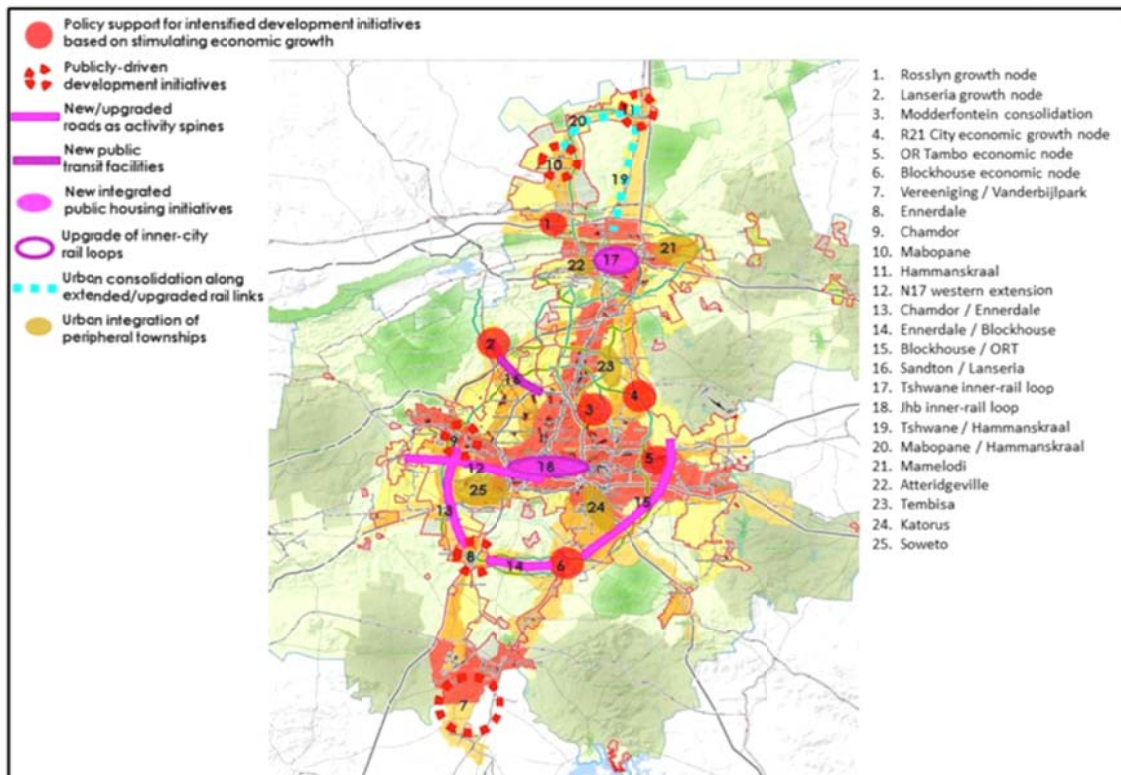 Policy support for intensified development initiatives
based on stimulating economic growth
Publicly-driven
development initiatives
New/upgraded
roads as activity spines
New public
transit facilities
New integrated
public housing initiatives
Upgrade of inner-city
rail loops
Urban consolidation along
extended/upgraded rail links
Urban integration of
peripheral townships
11
20
10
19
1
21
17
22
2
23
16
4
3
9
5
12
18
25
24
13
15
8
14
6
7
1. Rosslyn growth node
2. Lanseria growth node
3. Modderfontein consolidation
4. R21 City economic growth node
5. OR Tambo economic node
6. Blockhouse economic node
7. Vereeniging / Vanderbijlpark
8. Ennerdale
9. Chamdor
10. Mabopane
11. Hammanskraal
12. N17 western extension
13. Chamdor / Ennerdale
14. Ennerdale / Blockhouse
15. Blockhouse / ORT
16. Sandton / Lanseria
17. Tshwane inner-rail loop
18. Jhb inner-rail loop
19. Tshwane / Hammanskraal
20. Mabopane / Hammanskraal
21. Mamelodi
22. Atteridgeville
23. Tembisa
24. Katorus
25. Soweto